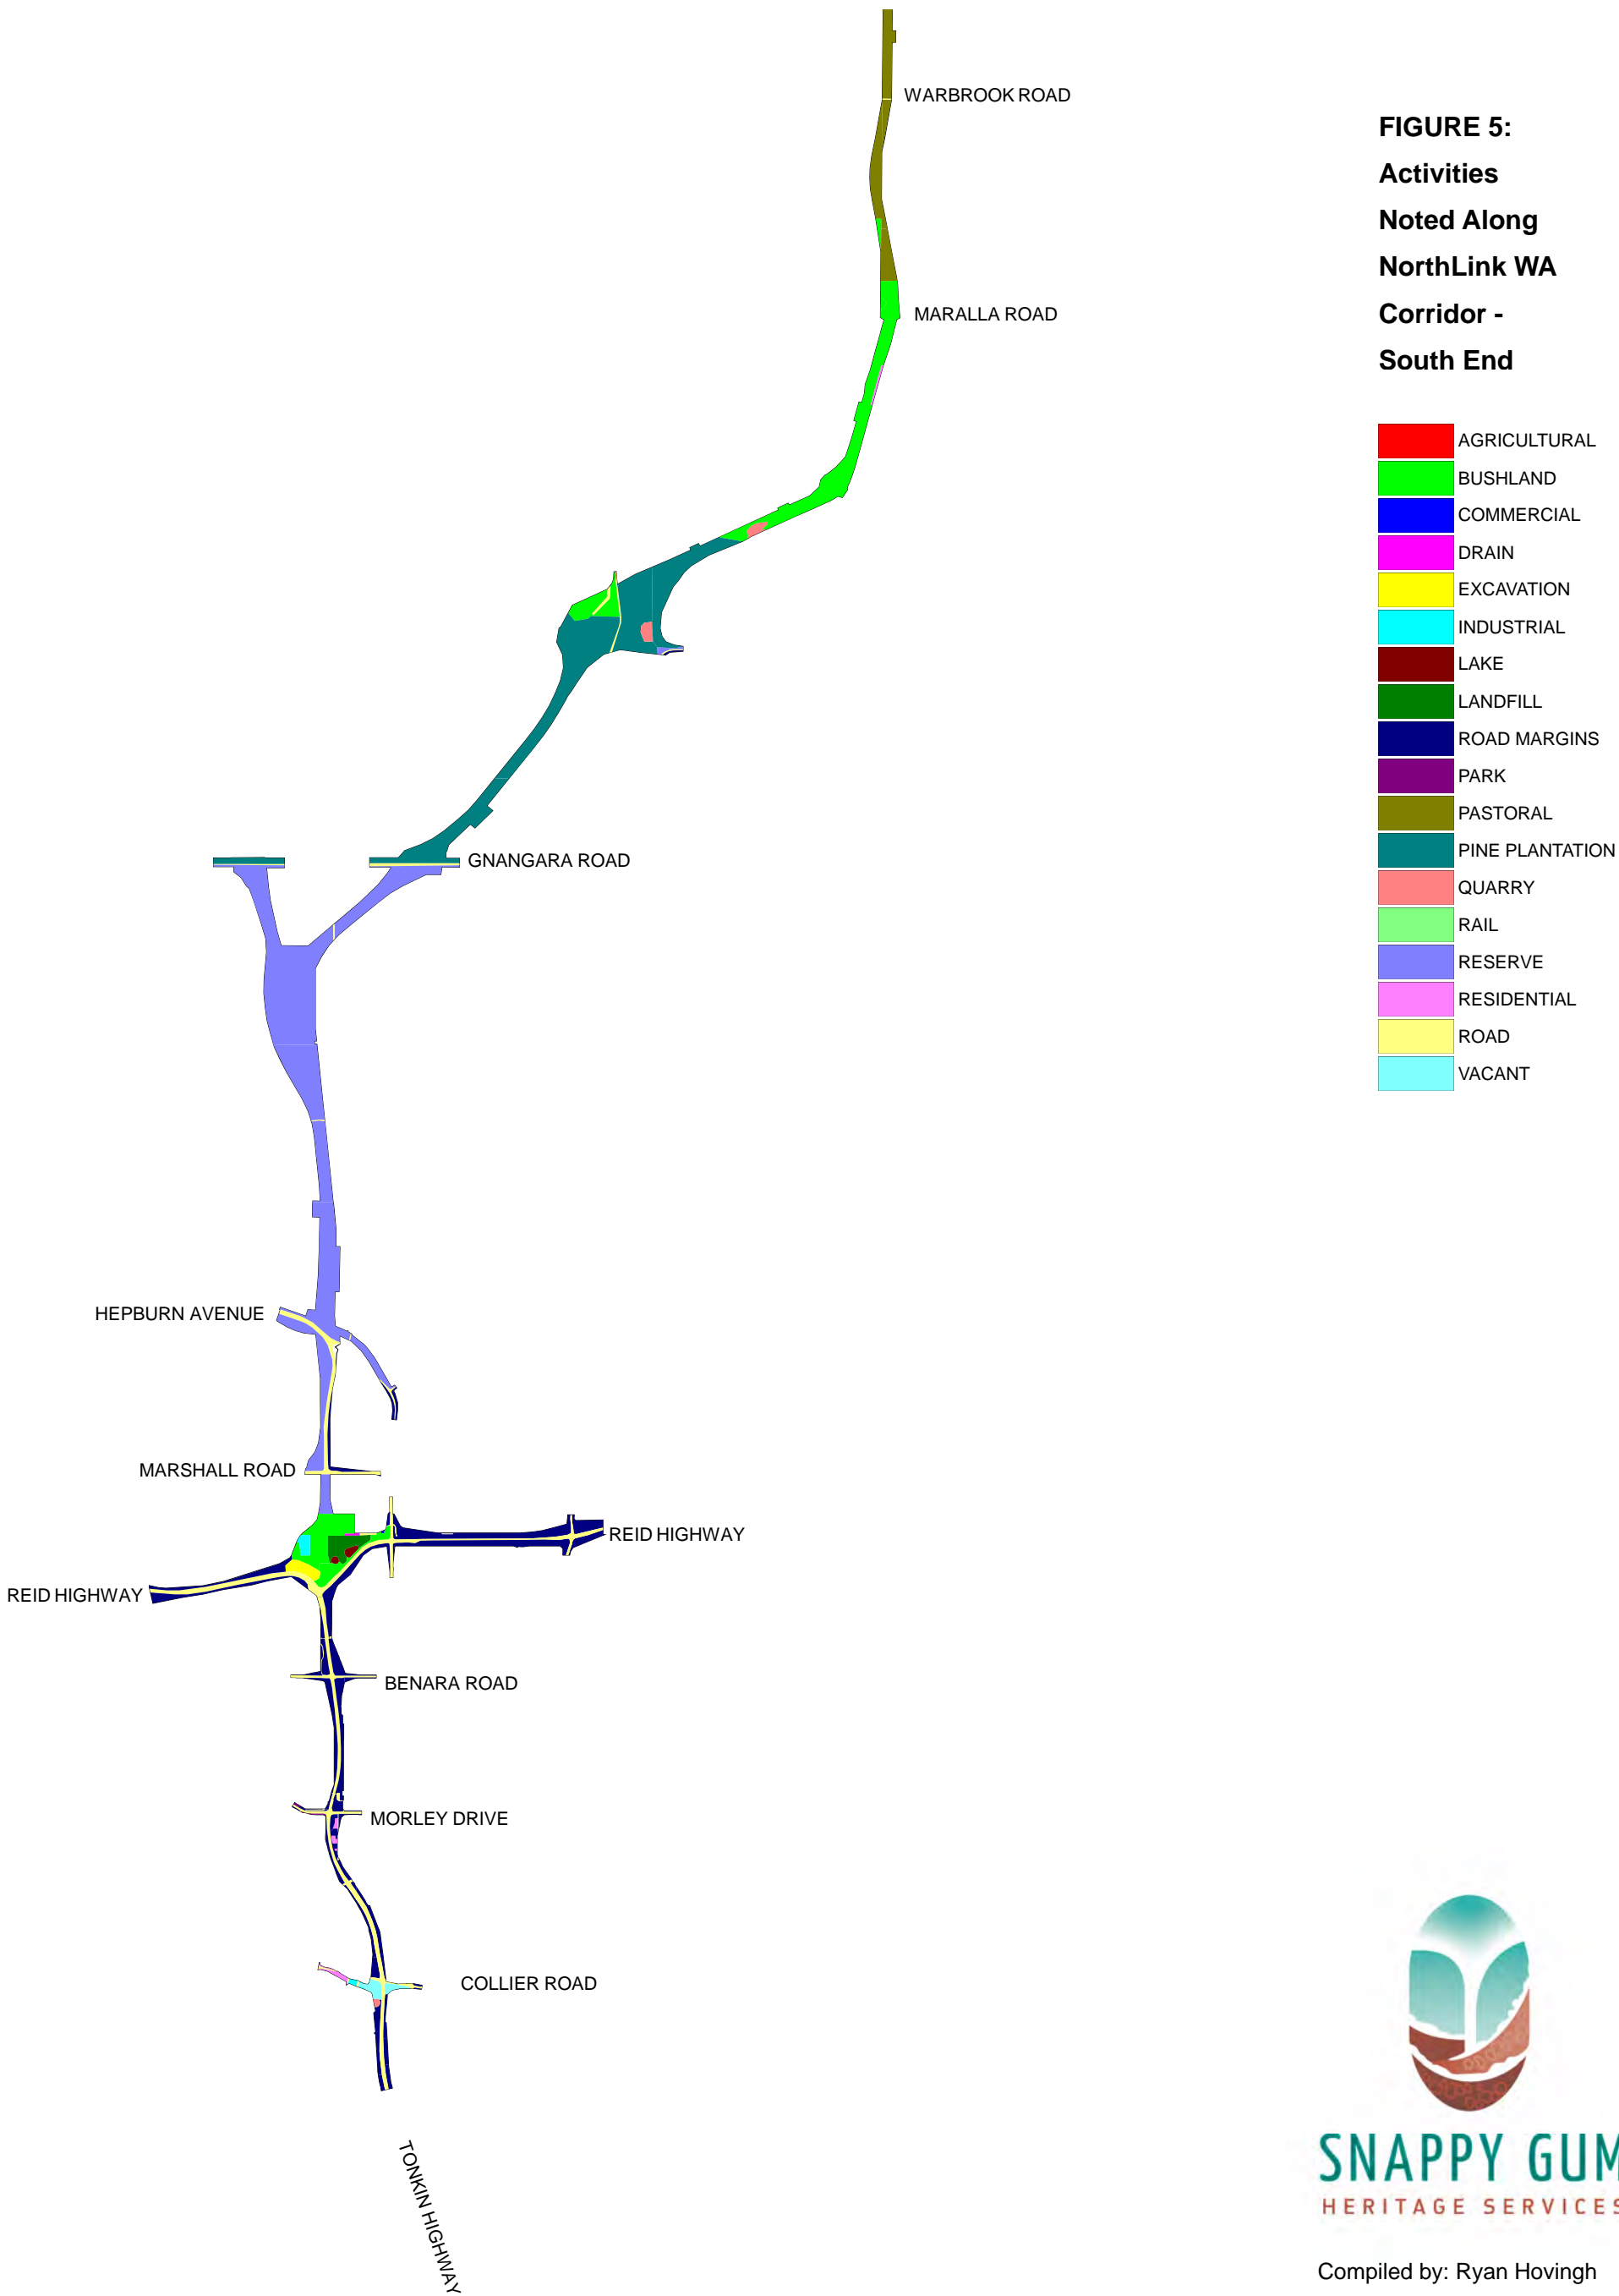 WARBROOK ROAD
FIGURE 5:
Activities
Noted Along
NorthLink WA
Corridor -
South End
MARALLA ROAD
AGRICULTURAL
BUSHLAND
COMMERCIAL
DRAIN
EXCAVATION
INDUSTRIAL
LAKE
LANDFILL
ROAD MARGINS
PARK
PASTORAL
PINE PLANTATION
QUARRY
RAIL
RESERVE
RESIDENTIAL
ROAD
VACANT
GNANGARA ROAD
HEPBURN AVENUE
MARSHALL ROAD
REID HIGHWAY
REID HIGHWAY
BENARA ROAD
MORLEY DRIVE
COLLIER ROAD
TONKIN HIGHWAY
SNAPPY GUM
HERITAGE SERVICES
Compiled by: Ryan Hovingh